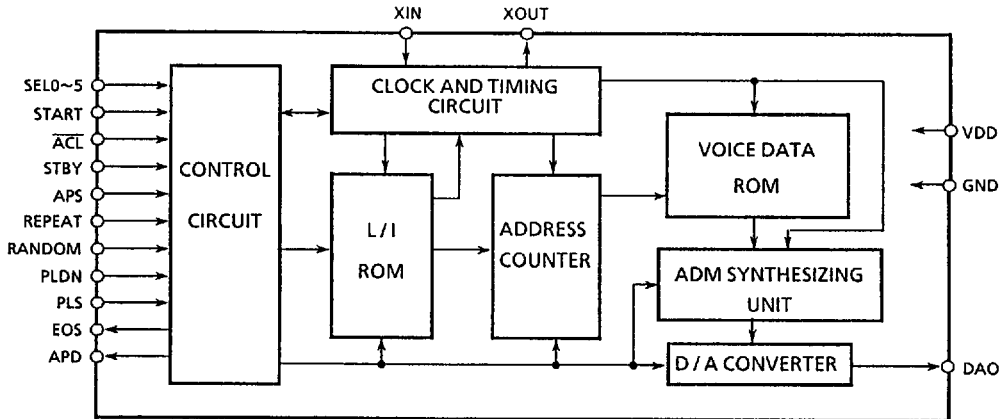 XIN
XOUT
SEL0~5
START
ACL
STBY
APS
REPEAT
RANDOM
PLDN
PLS
EOS
APD
CONTROL
CIRCUIT
CLOCK AND TIMING
CIRCUIT
L/I
ROM
ADDRESS
COUNTER
VOICE DATA
ROM
ADM SYNTHESIZING
UNIT
D/A CONVERTER
VDD
GND
DAO